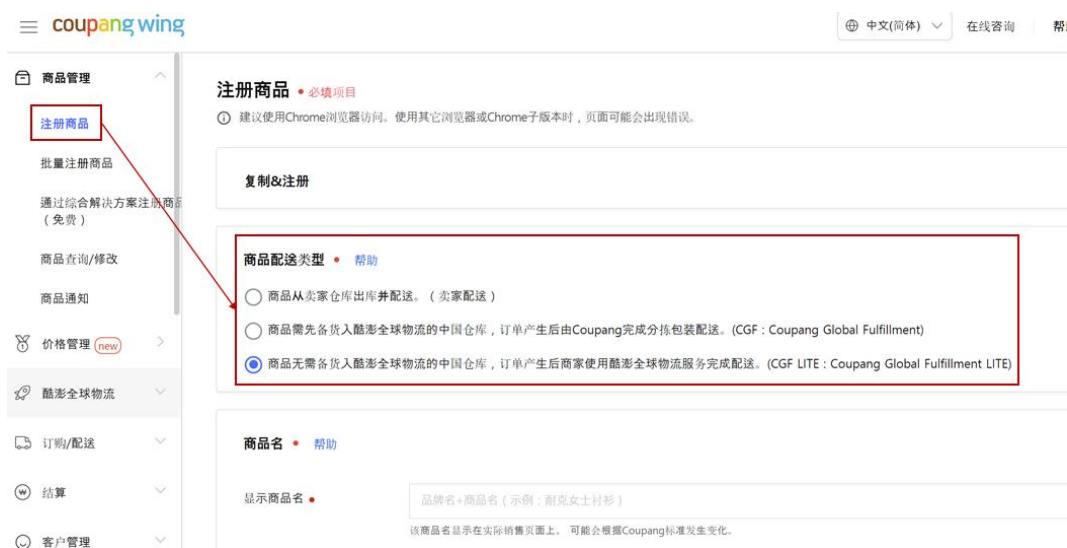 coupang wing
中文(简体)
在线咨询
商品管理
注册商品
批量注册商品
通过综合解决方案注册商品
（免费）
商品查询/修改
商品通知
价格管理 new
酷澎全球物流
订购/配送
结算
客户管理
注册商品 • 必填项目
建议使用Chrome浏览器访问。使用其它浏览器或Chrome子版本时，页面可能会出现错误。
复制&注册
商品配送类型 • 帮助
商品从卖家仓库出库并配送。（卖家配送）
商品需先备货入酷澎全球物流的中国仓库，订单产生后由Coupang完成分拣包装配送。(CGF : Coupang Global Fulfillment)
商品无需备货入酷澎全球物流的中国仓库，订单产生后商家使用酷澎全球物流服务完成配送。(CGF LITE : Coupang Global Fulfillment LITE)
商品名 • 帮助
显示商品名 •
品牌名+商品名（示例：耐克女士衬衫）
该商品名显示在实际销售页面上。 可能会根据Coupang标准发生变化。